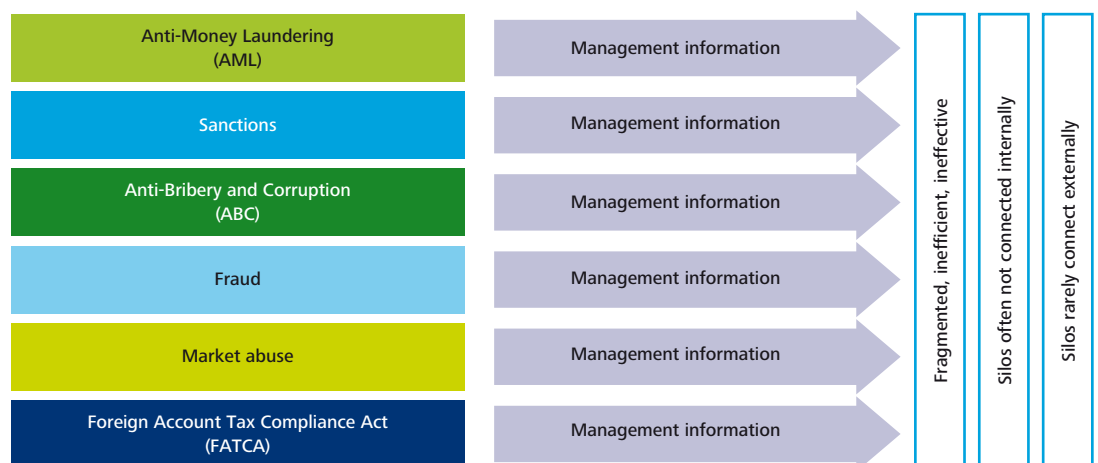 Anti-Money Laundering
(AML)
Management information
Sanctions
Management information
Anti-Bribery and Corruption
(ABC)
Management information
Fraud
Management information
Market abuse
Management information
Foreign Account Tax Compliance Act
(FATCA)
Management information
Fragmented, inefficient, ineffective
Silos often not connected internally
Silos rarely connect externally